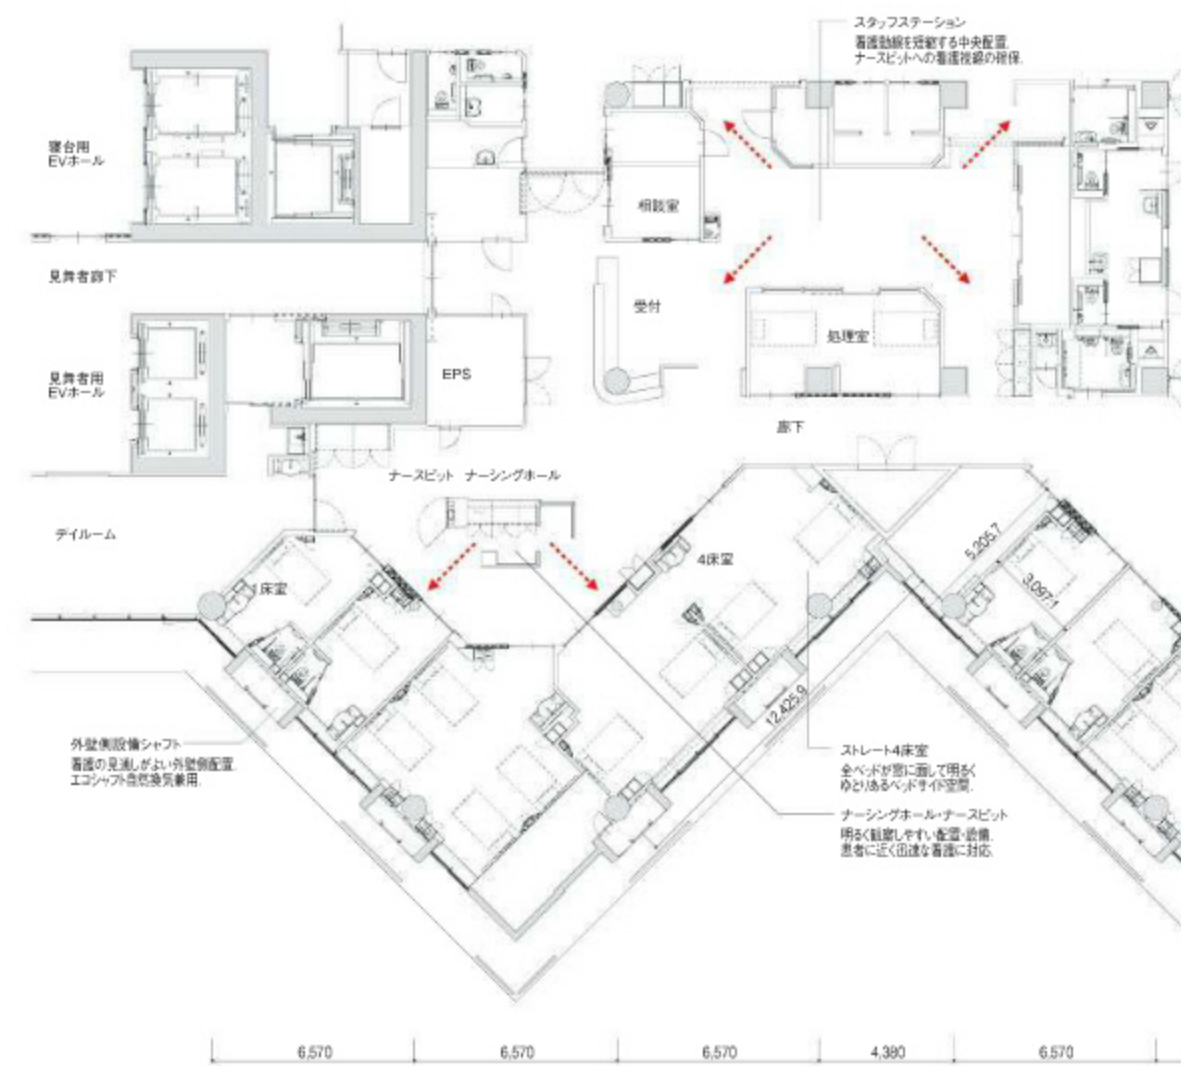 スタッフステーション
看護動線を短縮する中央配置。
ナースピットへの看護視線の確保。
寝台用
EVホール
相談室
見舞者廊下
受付
処理室
見舞者用
EVホール
EPS
廊下
ナースピット ナーシングホール
デイルーム
1床室
4床室
5,205.7
3,097.1
12,425.9
外壁側設備シャフト
看護の見通しがよい外壁側配置。
エコシャフト自然換気兼用。
ストレート4床室
全ベッドが窓に面して明るく
ゆとりあるベッドサイド空間。
ナーシングホール・ナースピット
明るく観察しやすい配置・設備。
患者に近く迅速な看護に対応。
6,570
6,570
6,570
4,380
6,570